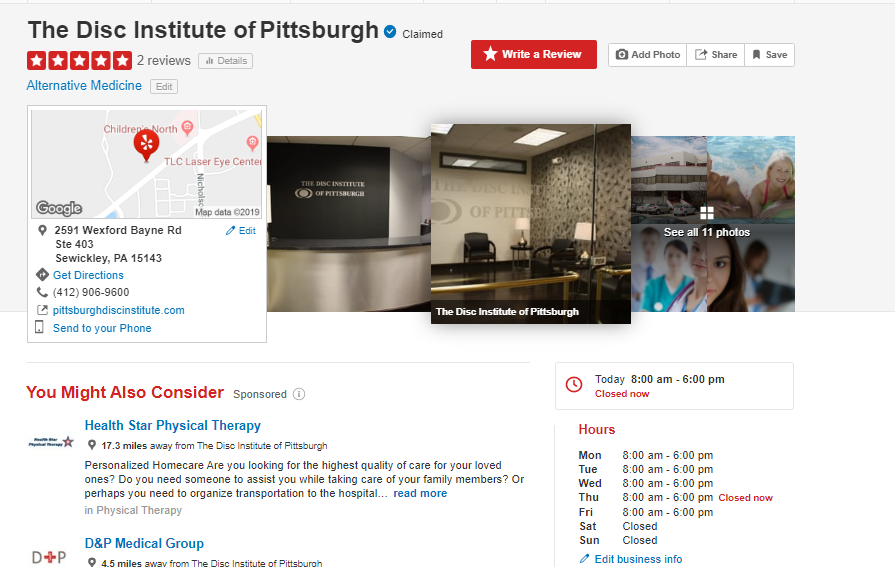 The Disc Institute of Pittsburgh Claimed
2 reviews Details
Alternative Medicine Edit
Write a Review
Add Photo Share Save
Children's North
TLC Laser Eye Center
Google
Map data ©2019
2591 Wexford Bayne Rd Edit
Ste 403
Sewickley, PA 15143
Get Directions
(412) 906-9600
pittsburghdiscinstitute.com
Send to your Phone
THE DISC INSTITUTE
OF PITTSBURGH
THE DISC INSTITUTE
OF PITTSBURGH
The Disc Institute of Pittsburgh
See all 11 photos
You Might Also Consider Sponsored
Health Star Physical Therapy
Health Star
Physical Therapy
17.3 miles away from The Disc Institute of Pittsburgh
Personalized Homecare Are you looking for the highest quality of care for your loved
ones? Do you need someone to assist you while taking care of your family members? Or
perhaps you need to organize transportation to the hospital... read more
in Physical Therapy
D&P Medical Group
D P
4.5 miles away from The Disc Institute of Pittsburgh
Today 8:00 am - 6:00 pm
Closed now
Hours
Mon 8:00 am - 6:00 pm
Tue 8:00 am - 6:00 pm
Wed 8:00 am - 6:00 pm
Thu 8:00 am - 6:00 pm Closed now
Fri 8:00 am - 6:00 pm
Sat Closed
Sun Closed
Edit business info